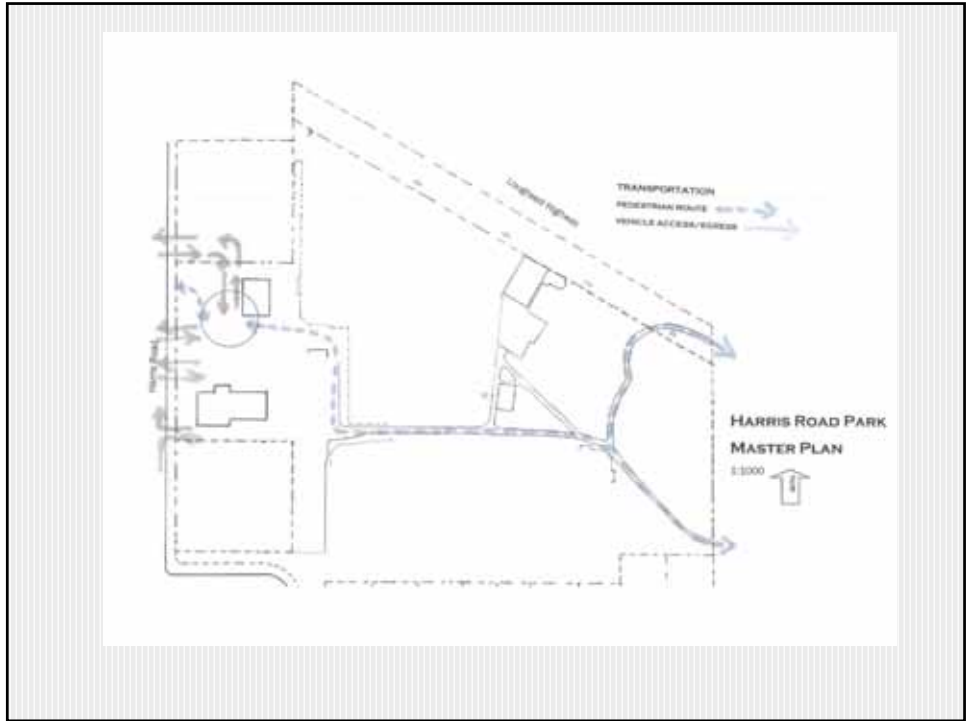 Lougheed Highway
TRANSPORTATION
PEDESTRIAN ROUTE
VEHICLE ACCESS/EGRESS
Harris Road
HARRIS ROAD PARK
MASTER PLAN
1:1000